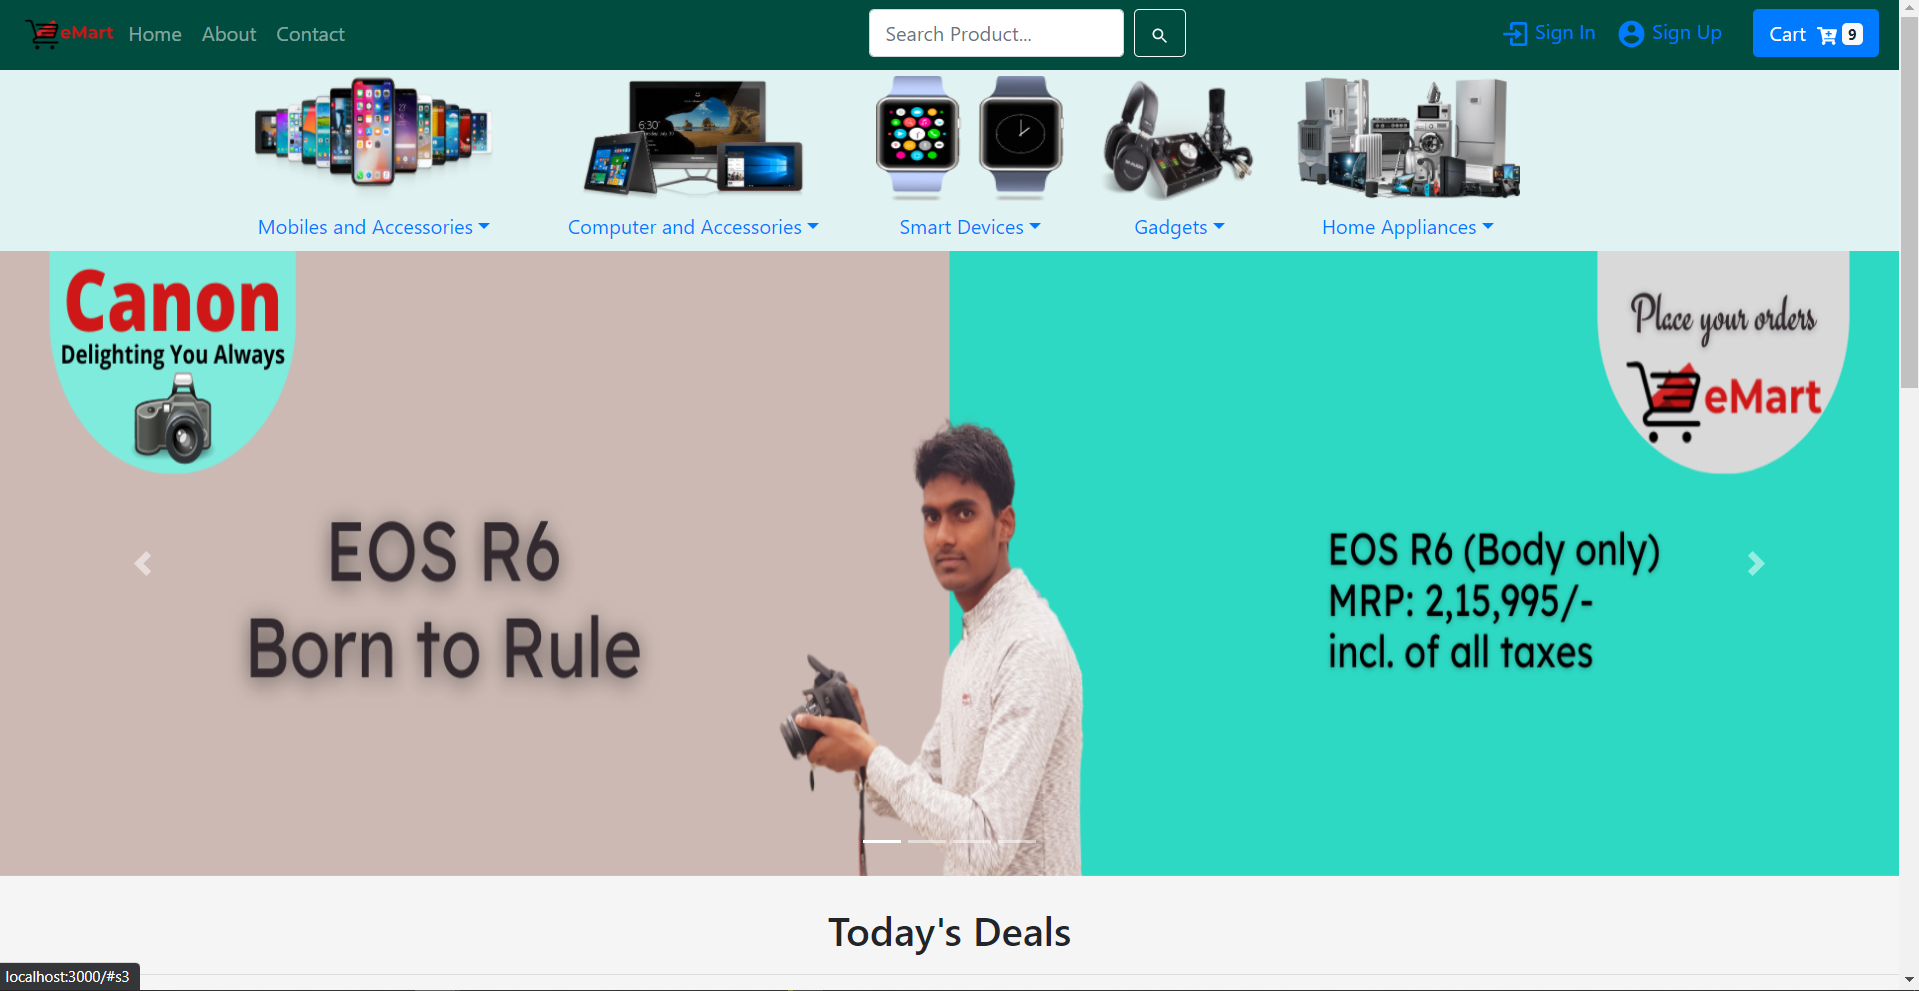 eMart
Home
About
Contact
Search Product...
Sign In
Sign Up
Cart
9
6:30
Mobiles and Accessories
Computer and Accessories
Smart Devices
Gadgets
Home Appliances
Canon
Delighting You Always
Place your orders
eMart
EOS R6
Born to Rule
EOS R6 (Body only)
MRP: 2,15,995/-
incl. of all taxes
Today's Deals
localhost:3000/#s3